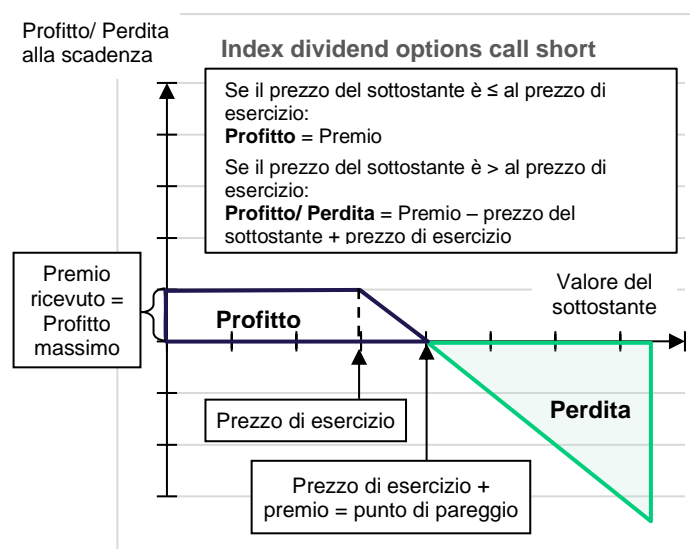 Profitto/ Perdita
alla scadenza
Index dividend options call short
Se il prezzo del sottostante è ≤ al prezzo di
esercizio:
Profitto = Premio
Se il prezzo del sottostante è > al prezzo di
esercizio:
Profitto/ Perdita = Premio – prezzo del
sottostante + prezzo di esercizio
Premio
ricevuto =
Profitto
massimo
Profitto
Valore del
sottostante
Prezzo di esercizio
Perdita
Prezzo di esercizio +
premio = punto di pareggio